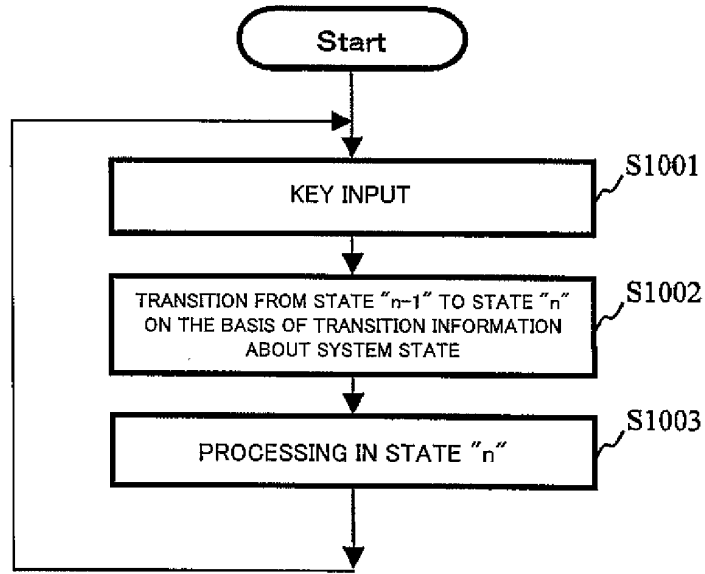 Start
KEY INPUT
S1001
TRANSITION FROM STATE "n-1" TO STATE "n"
ON THE BASIS OF TRANSITION INFORMATION
ABOUT SYSTEM STATE
S1002
PROCESSING IN STATE "n"
S1003